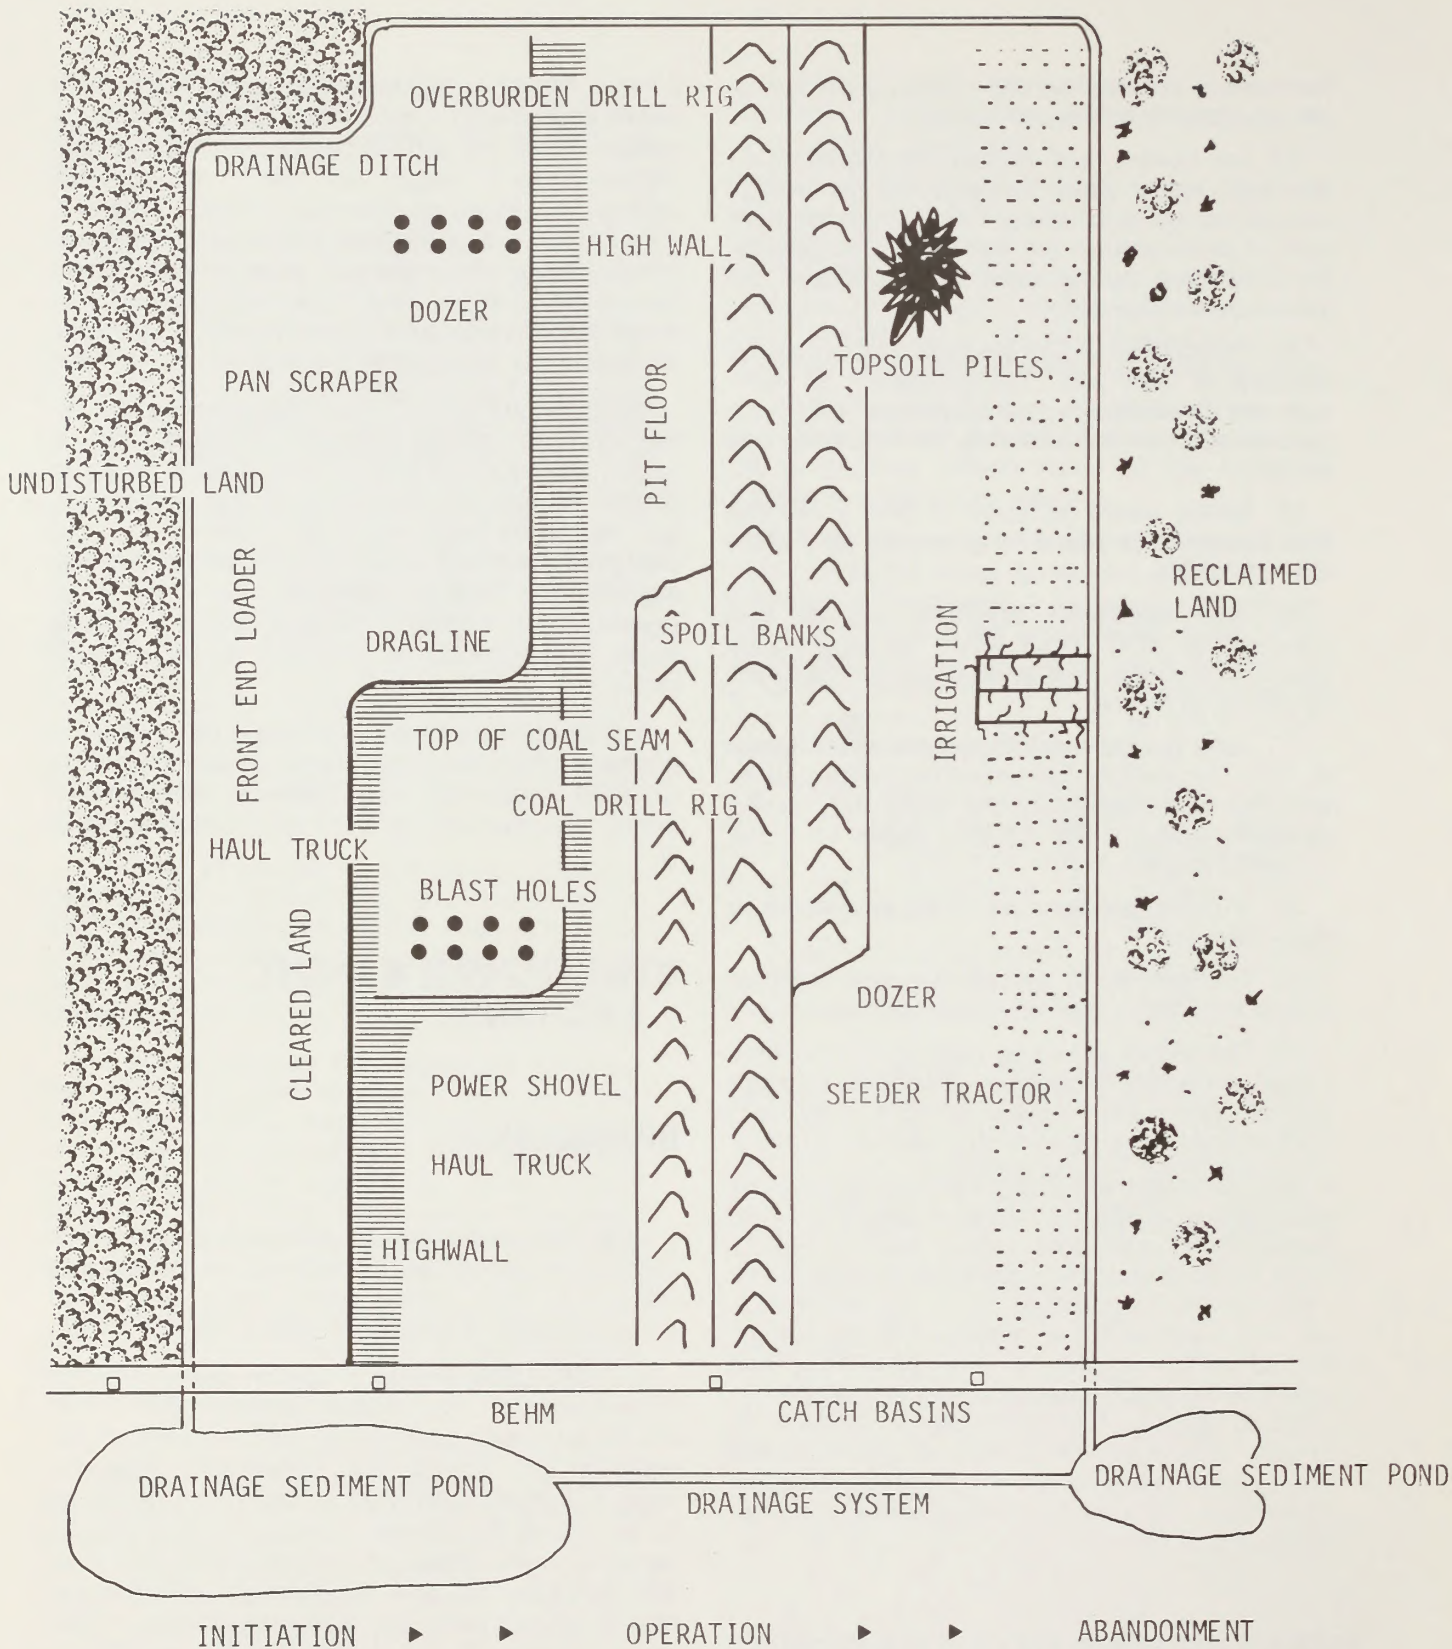 OVERBURDEN DRILL RIG
DRAINAGE DITCH
HIGH WALL
DOZER
TOPSOIL PILES
PAN SCRAPER
PIT FLOOR
UNDISTURBED LAND
FRONT END LOADER
RECLAIMED
LAND
DRAGLINE
SPOIL BANKS
IRRIGATION
TOP OF COAL SEAM
COAL DRILL RIG
HAUL TRUCK
BLAST HOLES
CLEARED LAND
DOZER
POWER SHOVEL
SEEDER TRACTOR
HAUL TRUCK
HIGHWALL
BEHM
CATCH BASINS
DRAINAGE SEDIMENT POND
DRAINAGE SEDIMENT POND
DRAINAGE SYSTEM
INITIATION ▶ ▶ OPERATION ▶ ▶ ABANDONMENT